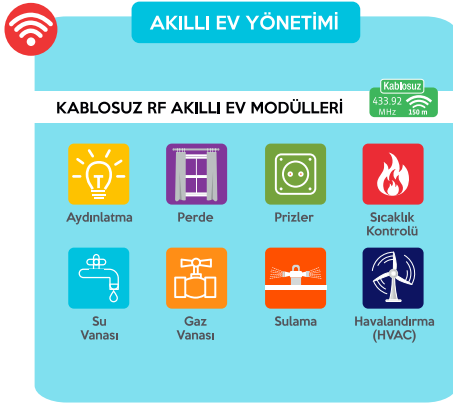 AKILLI EV YÖNETİMİ
KABLOSUZ RF AKILLI EV MODÜLLERİ
Kablosuz
433.92
MHz 150 m
Aydınlatma
Perde
Prizler
Sıcaklık
Kontrolü
Su
Vanası
Gaz
Vanası
Sulama
Havalandırma
(HVAC)